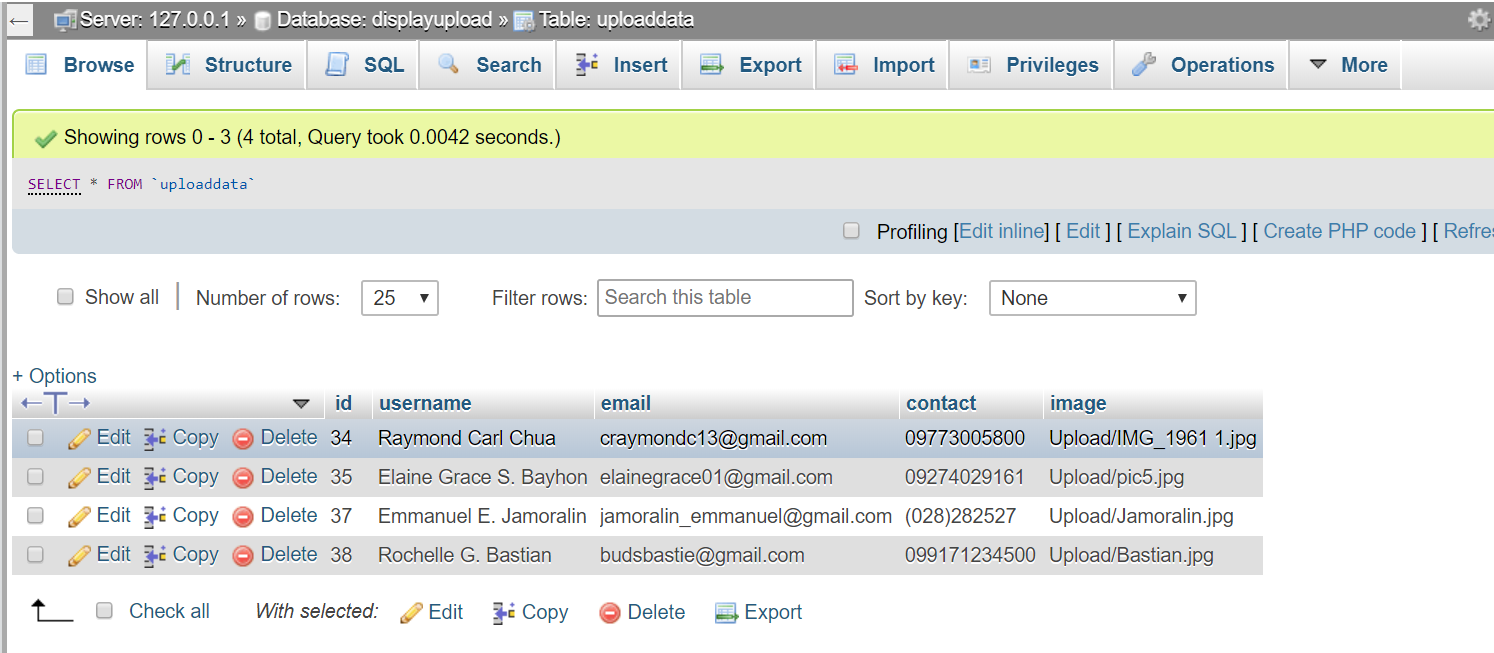 Server: 127.0.0.1 » Database: displayupload » Table: uploaddata
Browse Structure SQL Search Insert Export Import Privileges Operations More
Showing rows 0 - 3 (4 total, Query took 0.0042 seconds.)
SELECT * FROM `uploaddata`
Profiling [Edit inline] [ Edit ] [ Explain SQL ] [ Create PHP code ] [ Refres
Show all Number of rows: 25 Filter rows: Search this table Sort by key: None
+ Options
id username email contact image
Edit Copy Delete 34 Raymond Carl Chua craymondc13@gmail.com 09773005800 Upload/IMG_1961 1.jpg
Edit Copy Delete 35 Elaine Grace S. Bayhon elainegrace01@gmail.com 09274029161 Upload/pic5.jpg
Edit Copy Delete 37 Emmanuel E. Jamoralin jamoralin_emmanuel@gmail.com (028)282527 Upload/Jamoralin.jpg
Edit Copy Delete 38 Rochelle G. Bastian budsbastie@gmail.com 099171234500 Upload/Bastian.jpg
Check all With selected: Edit Copy Delete Export